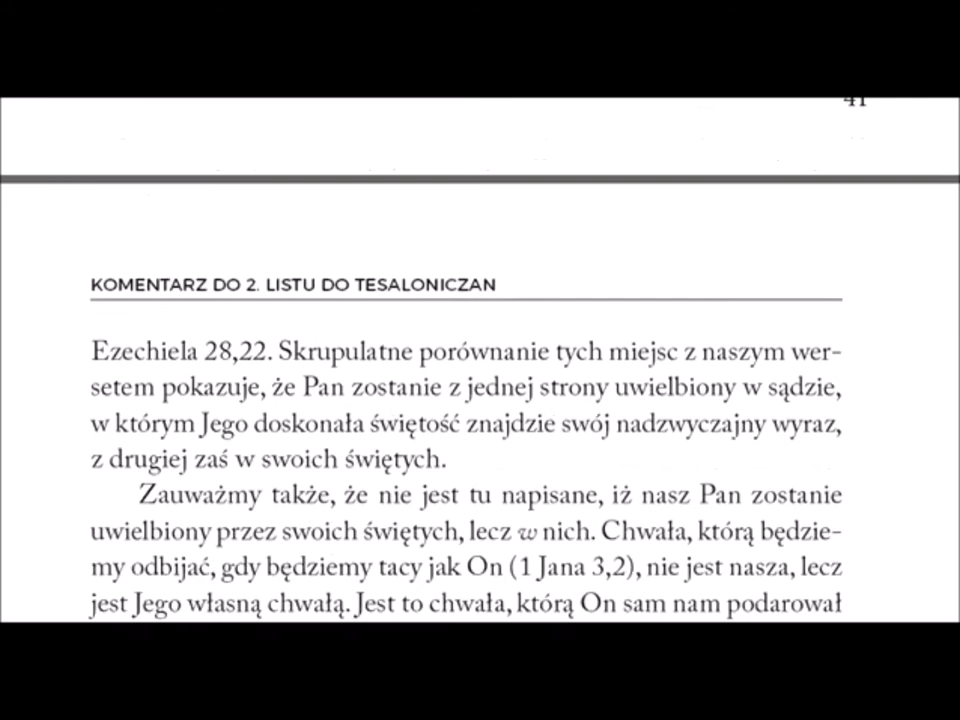 41
KOMENTARZ DO 2. LISTU DO TESALONICZAN
Ezechiela 28,22. Skrupulatne porównanie tych miejsc z naszym wer-
setem pokazuje, że Pan zostanie z jednej strony uwielbiony w sądzie,
w którym Jego doskonała świętość znajdzie swój nadzwyczajny wyraz,
z drugiej zaś w swoich świętych.
Zauważmy także, że nie jest tu napisane, iż nasz Pan zostanie
uwielbiony przez swoich świętych, lecz w nich. Chwała, którą będzie-
my odbijać, gdy będziemy tacy jak On (1 Jana 3,2), nie jest nasza, lecz
jest Jego własną chwałą. Jest to chwała, którą On sam nam podarował